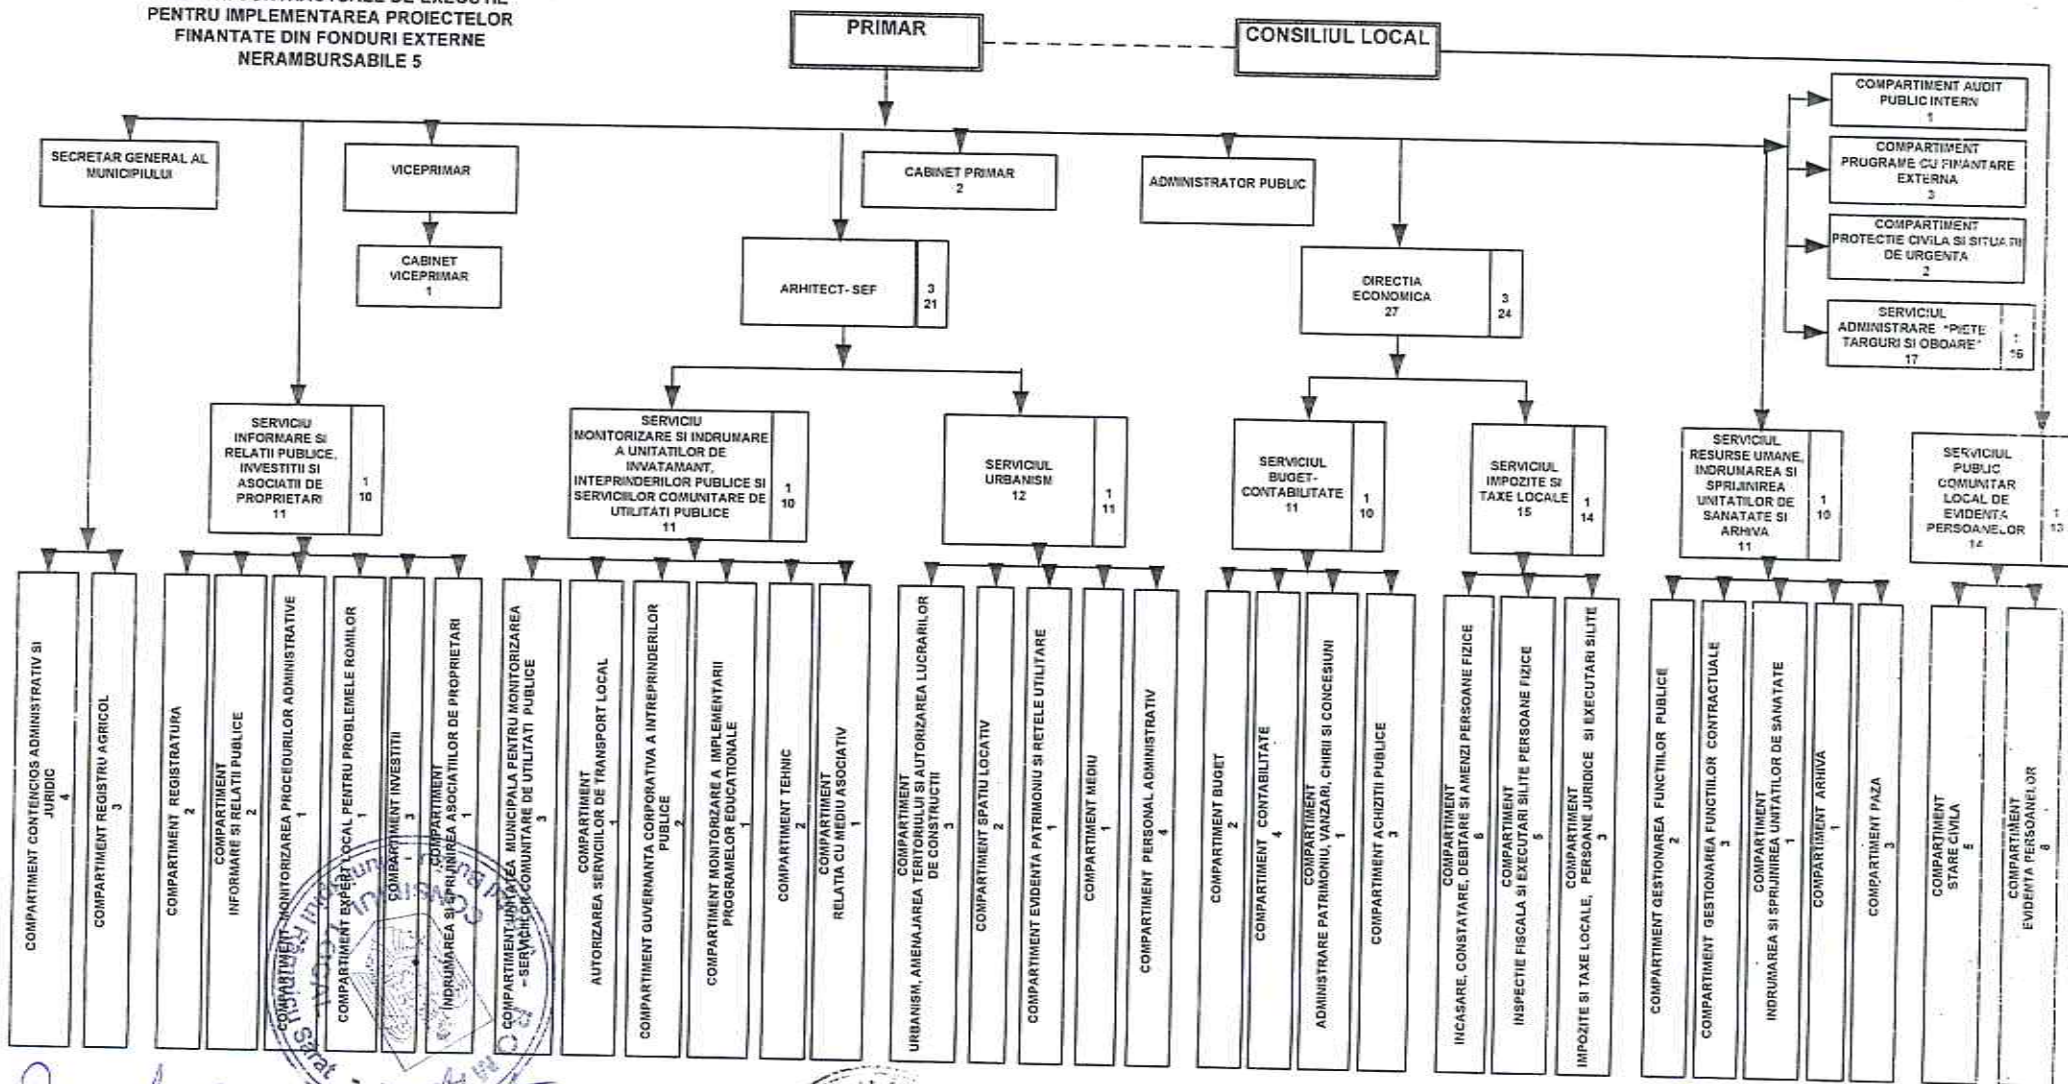 PENTRU IMPLEMENTAREA PROIECTELOR
FINANTATE DIN FONDURI EXTERNE
NERAMBURSABILE 5
PRIMAR
CONSILIUL LOCAL
COMPARTIMENT AUDIT
PUBLIC INTERN
1
COMPARTIMENT
PROGRAME CU FINANTARE
EXTERNA
3
COMPARTIMENT
PROTECTIE CIVILA SI SITUATII
DE URGENTA
2
SERVICIUL
ADMINISTRARE "PIETE
TARGURI SI OBOARE"
17
1
16
SECRETAR GENERAL AL
MUNICIPIULUI
VICEPRIMAR
CABINET PRIMAR
2
ADMINISTRATOR PUBLIC
CABINET
VICEPRIMAR
1
ARHITECT- SEF
3
21
DIRECTIA
ECONOMICA
27
3
24
SERVICIU
INFORMARE SI
RELATII PUBLICE,
INVESTITII SI
ASOCIATII DE
PROPRIETARI
11
1
10
SERVICIU
MONITORIZARE SI INDRUMARE
A UNITATILOR DE
INVATAMANT,
INTEPRINDERILOR PUBLICE SI
SERVICIILOR COMUNITARE DE
UTILITATI PUBLICE
11
1
10
SERVICIUL
URBANISM
12
1
11
SERVICIUL
BUGET-
CONTABILITATE
11
1
10
SERVICIUL
IMPOZITE SI
TAXE LOCALE
15
1
14
SERVICIUL
RESURSE UMANE,
INDRUMAREA SI
SPRIJINIREA
UNITATILOR DE
SANATATE SI
ARHIVA
11
1
10
SERVICIUL
PUBLIC
COMUNITAR
LOCAL DE
EVIDENTA
PERSOANELOR
14
1
13
COMPARTIMENT CONTENCIOS ADMINISTRATIV SI
JURIDIC
4
COMPARTIMENT REGISTRU AGRICOL
3
COMPARTIMENT REGISTRATURA
2
COMPARTIMENT
INFORMARE SI RELATII PUBLICE
2
COMPARTIMENT MONITORIZAREA PROCEDURILOR ADMINISTRATIVE
1
COMPARTIMENT EXPERT LOCAL PENTRU PROBLEMELE ROMILOR
1
COMPARTIMENT INVESTITII
3
COMPARTIMENT
INDRUMAREA SI SPRIJINIREA ASOCIATIILOR DE PROPRIETARI
1
COMPARTIMENT UNITATEA MUNICIPALA PENTRU MONITORIZAREA
– SERVICIILOR COMUNITARE DE UTILITATI PUBLICE
3
COMPARTIMENT
AUTORIZAREA SERVICIILOR DE TRANSPORT LOCAL
1
COMPARTIMENT GUVERNANTA CORPORATIVA A INTREPRINDERILOR
PUBLICE
2
COMPARTIMENT MONITORIZARE A IMPLEMENTARII
PROGRAMELOR EDUCATIONALE
1
COMPARTIMENT TEHNIC
2
COMPARTIMENT
RELATIA CU MEDIU ASOCIATIV
1
COMPARTIMENT
URBANISM, AMENAJAREA TERITORIULUI SI AUTORIZAREA LUCRARILOR
DE CONSTRUCTII
3
COMPARTIMENT SPATIU LOCATIV
2
COMPARTIMENT EVIDENTA PATRIMONIU SI RETELE UTILITARE
1
COMPARTIMENT MEDIU
1
COMPARTIMENT PERSONAL ADMINISTRATIV
4
COMPARTIMENT BUGET
2
COMPARTIMENT CONTABILITATE
4
COMPARTIMENT
ADMINISTRARE PATRIMONIU, VANZARI, CHIRII SI CONCESIUNI
1
COMPARTIMENT ACHIZITII PUBLICE
3
COMPARTIMENT
INCASARE, CONSTATARE, DEBITARE SI AMENZI PERSOANE FIZICE
6
COMPARTIMENT
INSPECTIE FISCALA SI EXECUTARI SILITE PERSOANE FIZICE
5
COMPARTIMENT
IMPOZITE SI TAXE LOCALE, PERSOANE JURIDICE SI EXECUTARI SILITE
3
COMPARTIMENT GESTIONAREA FUNCTIILOR PUBLICE
2
COMPARTIMENT GESTIONAREA FUNCTIILOR CONTRACTUALE
3
COMPARTIMENT
INDRUMAREA SI SPRIJINIREA UNITATILOR DE SANATATE
1
COMPARTIMENT ARHIVA
1
COMPARTIMENT PAZA
3
COMPARTIMENT
STARE CIVILA
5
COMPARTIMENT
EVIDENTA PERSOANELOR
8
CONSILIUL
LOCAL